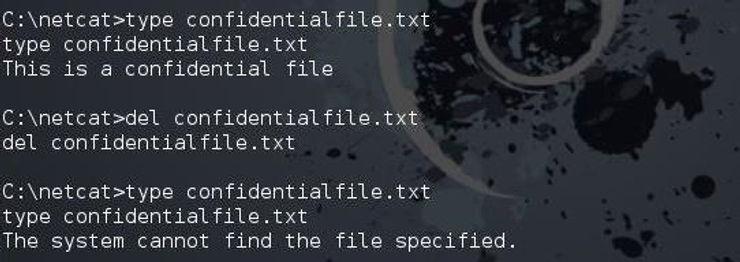 C:\netcat>type confidentialfile.txt
type confidentialfile.txt
This is a confidential file
C:\netcat>del confidentialfile.txt
del confidentialfile.txt
C:\netcat>type confidentialfile.txt
type confidentialfile.txt
The system cannot find the file specified.